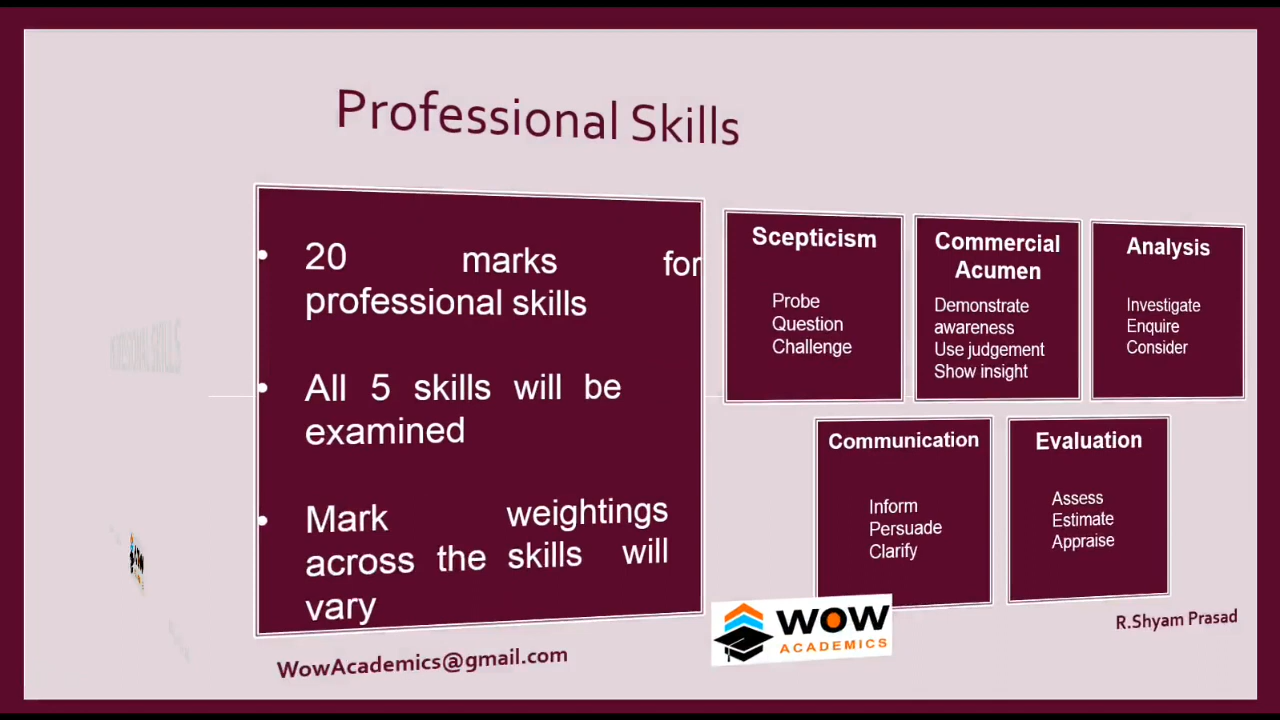 Professional Skills
• 20 marks for
professional skills
• All 5 skills will be
examined
• Mark weightings
across the skills will
vary
Scepticism
Probe
Question
Challenge
Commercial
Acumen
Demonstrate
awareness
Use judgement
Show insight
Analysis
Investigate
Enquire
Consider
Communication
Inform
Persuade
Clarify
Evaluation
Assess
Estimate
Appraise
WowAcademics@gmail.com
WOW
ACADEMICS
R.Shyam Prasad